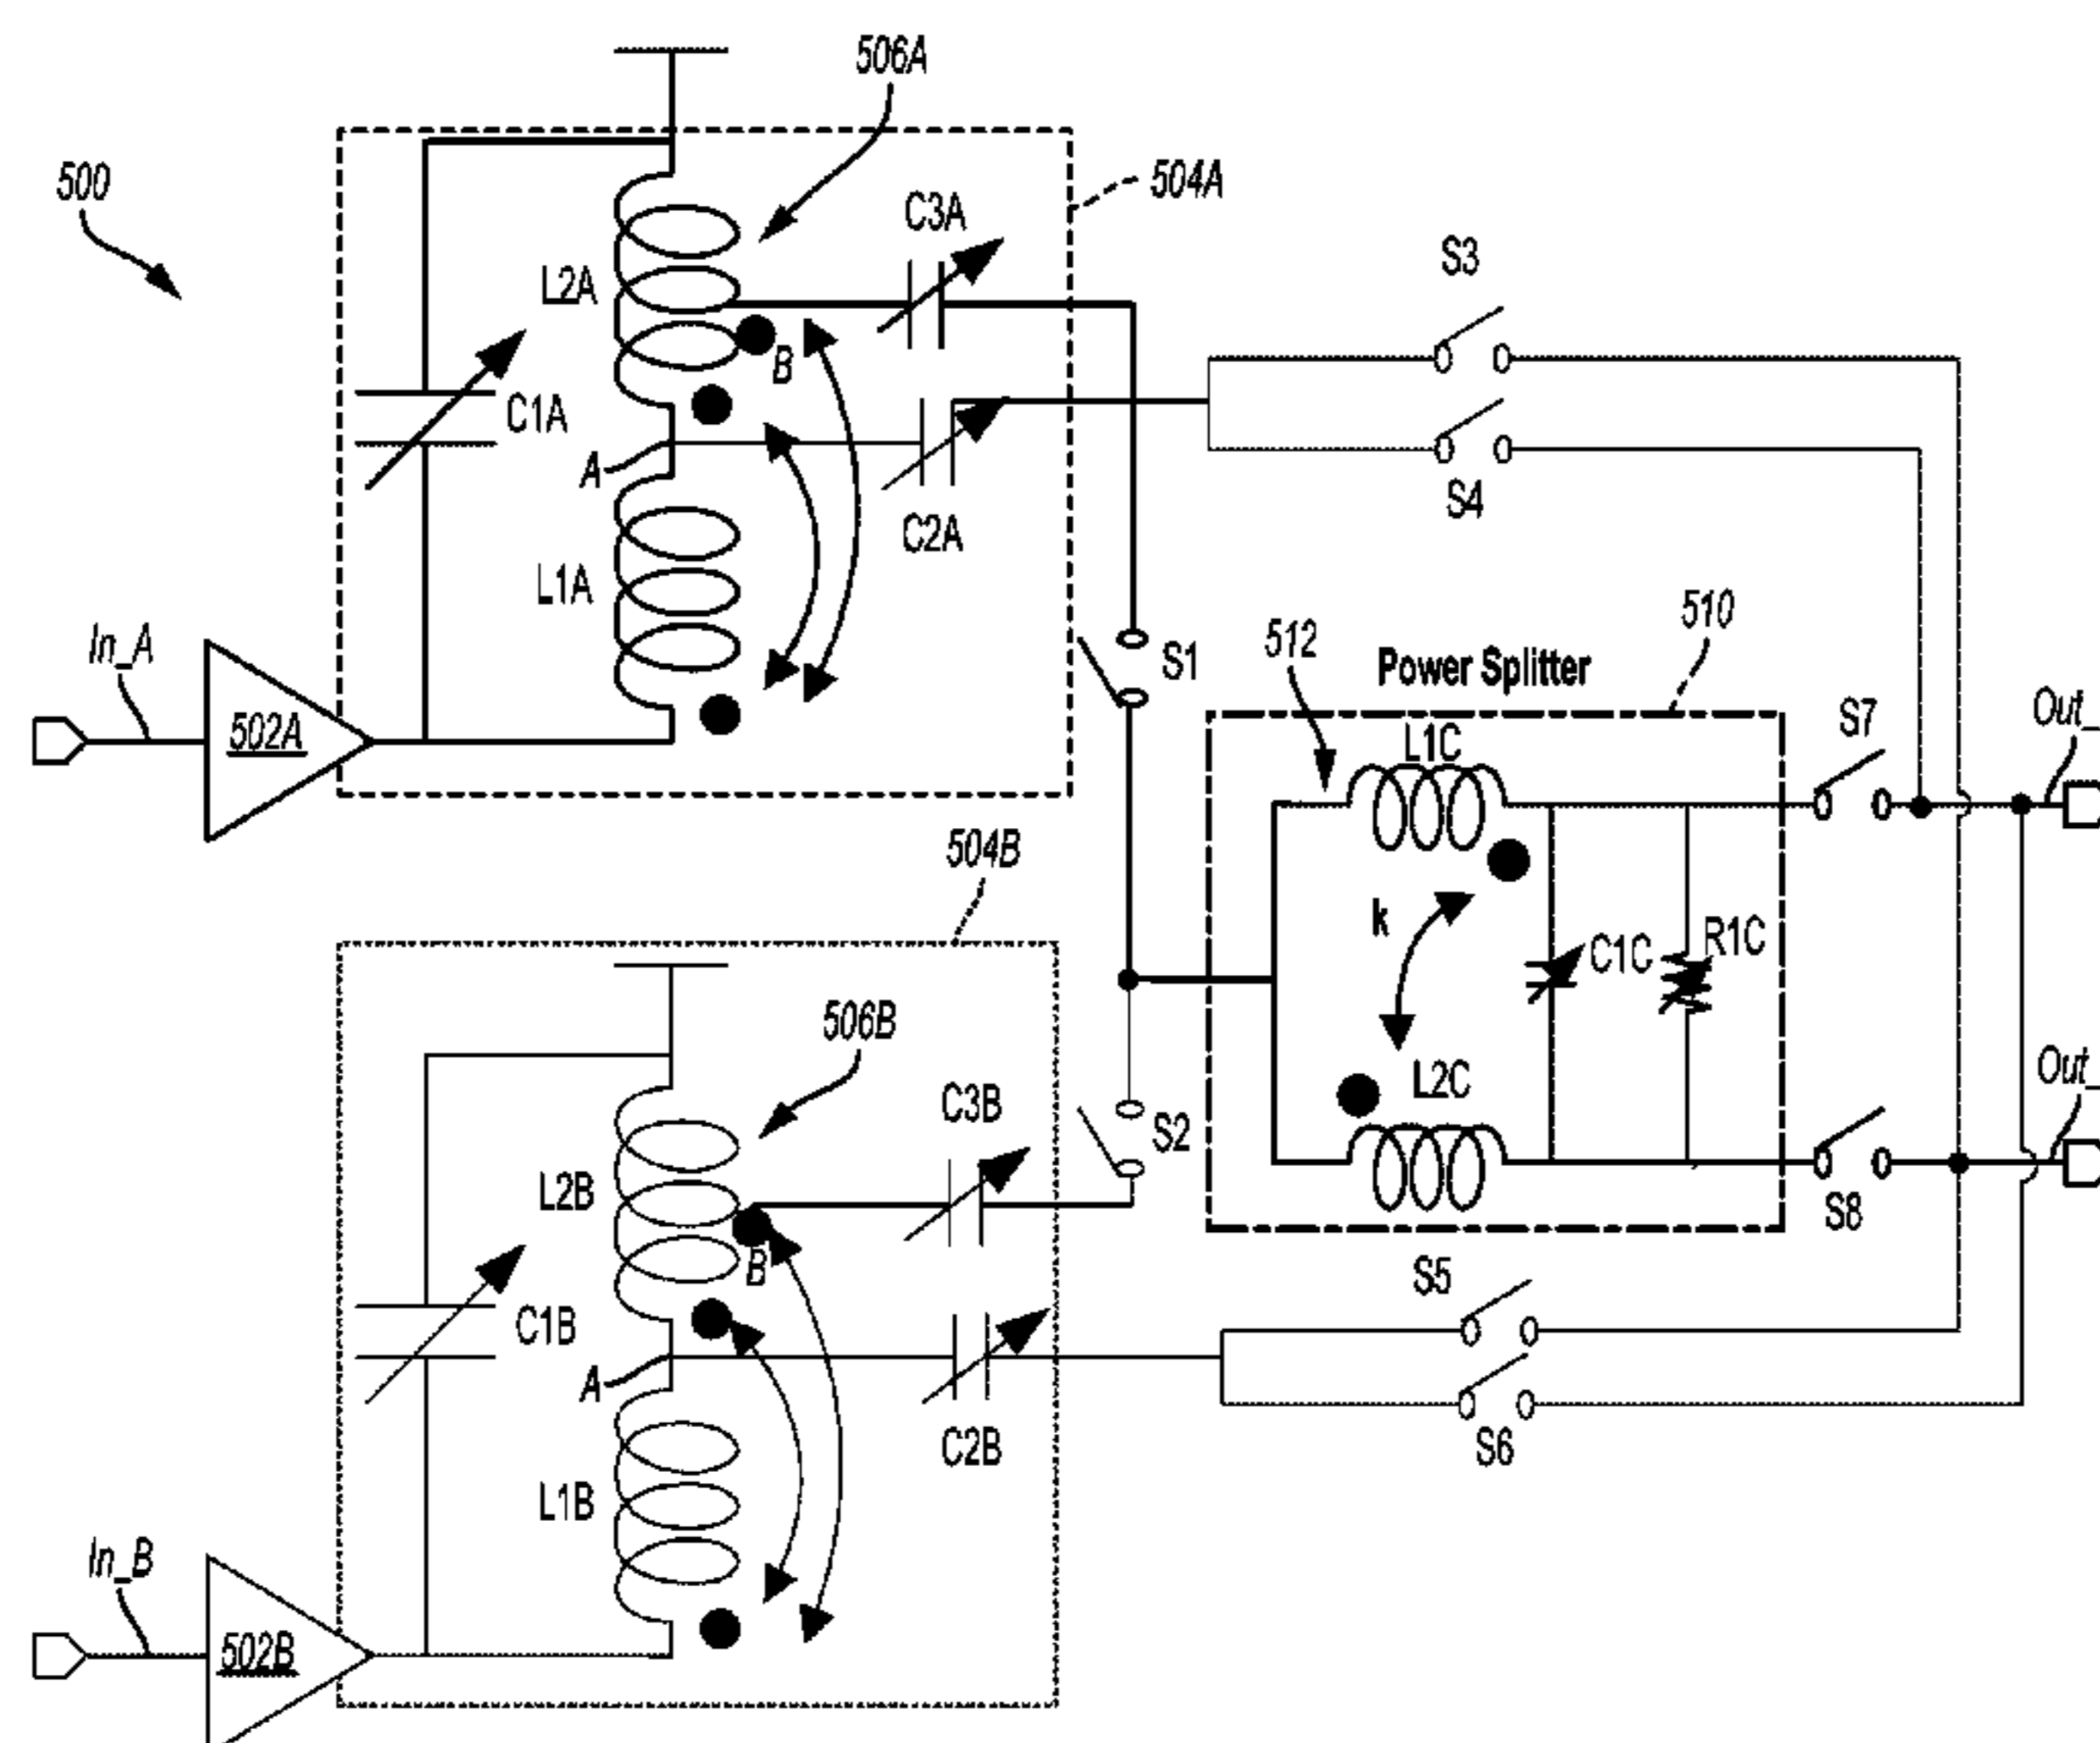 506A
500
504A
C3A
S3
L2A
B
C1A
A
S4
C2A
L1A
510
In_A
512
Power Splitter
S1
Out_
S7
502A
L1C
504B
k
C1C
R1C
506B
Out_
L2C
C3B
S2
L2B
S8
B
S5
C1B
A
C2B
S6
L1B
In_B
502B